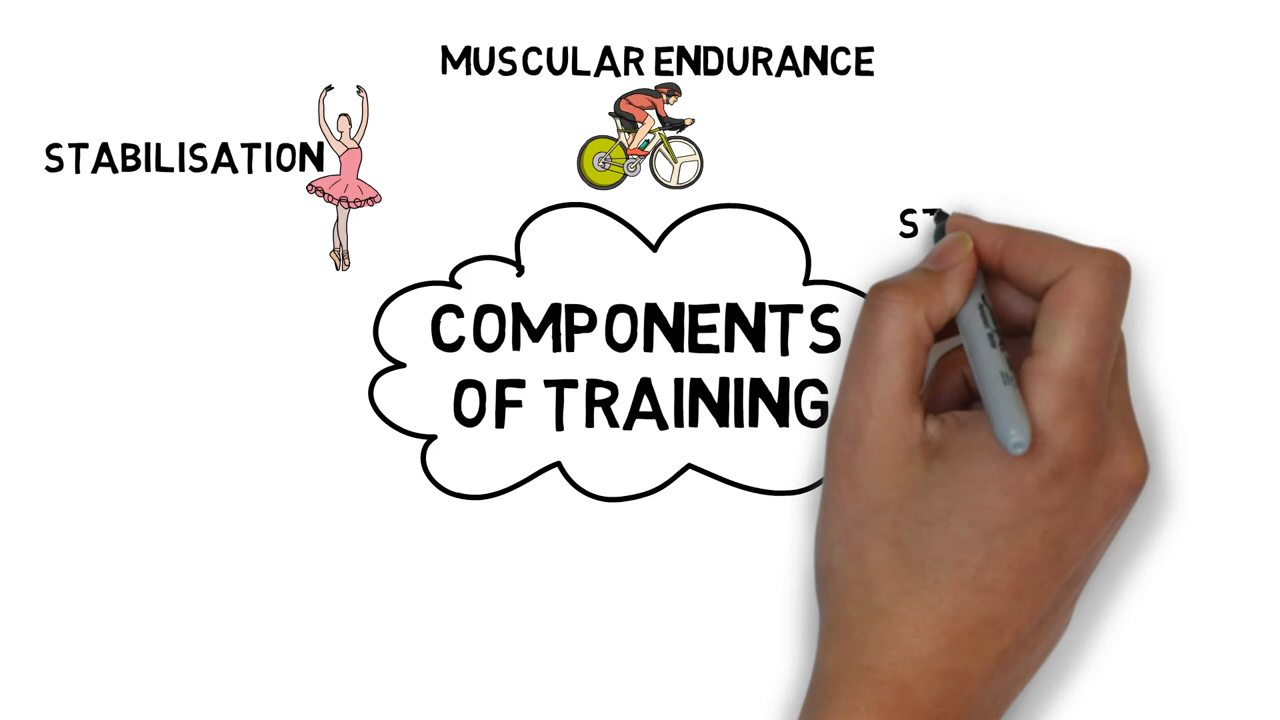 MUSCULAR ENDURANCE
STABILISATION
COMPONENTS
OF TRAINING